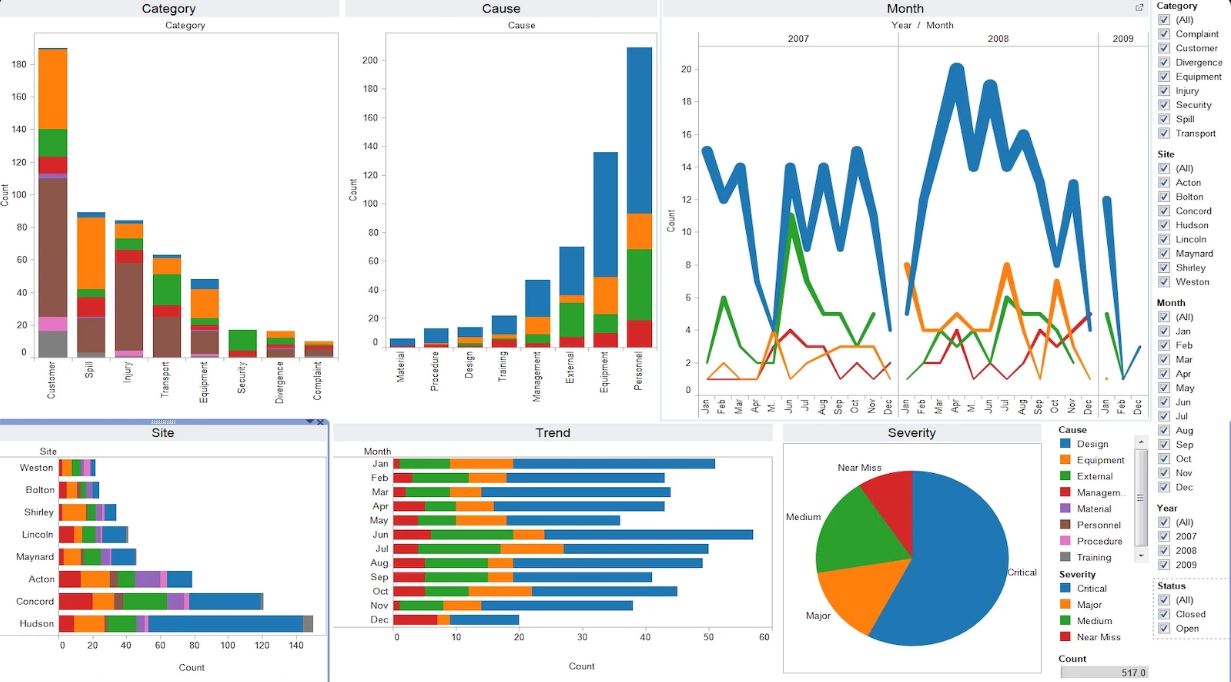 Category
Category
Count
180
160
140
120
100
80
60
40
20
0
Customer
Spill
Injury
Transport
Equipment
Security
Divergence
Complaint
Cause
Cause
Count
200
180
160
140
120
100
80
60
40
20
0
Material
Procedure
Design
Training
Management
External
Equipment
Personnel
Month
Year / Month
2007
2008
2009
Count
20
18
16
14
12
10
8
6
4
2
0
Jan
Feb
Mar
Apr
M.
Jun
Jul
Aug
Sep
Oct
Nov
Dec
Jan
Feb
Mar
Apr
M.
Jun
Jul
Aug
Sep
Oct
Nov
Dec
Jan
Feb
Dec
Site
Site
Weston
Bolton
Shirley
Lincoln
Maynard
Acton
Concord
Hudson
0 20 40 60 80 100 120 140
Count
Trend
Month
Jan
Feb
Mar
Apr
May
Jun
Jul
Aug
Sep
Oct
Nov
Dec
0 10 20 30 40 50 60
Count
Severity
Near Miss
Medium
Major
Critical
Cause
Design
Equipment
External
Managem..
Material
Personnel
Procedure
Training
Severity
Critical
Major
Medium
Near Miss
Count
517.0
Category
(All)
Complaint
Customer
Divergence
Equipment
Injury
Security
Spill
Transport
Site
(All)
Acton
Bolton
Concord
Hudson
Lincoln
Maynard
Shirley
Weston
Month
(All)
Jan
Feb
Mar
Apr
May
Jun
Jul
Aug
Sep
Oct
Nov
Dec
Year
(All)
2007
2008
2009
Status
(All)
Closed
Open